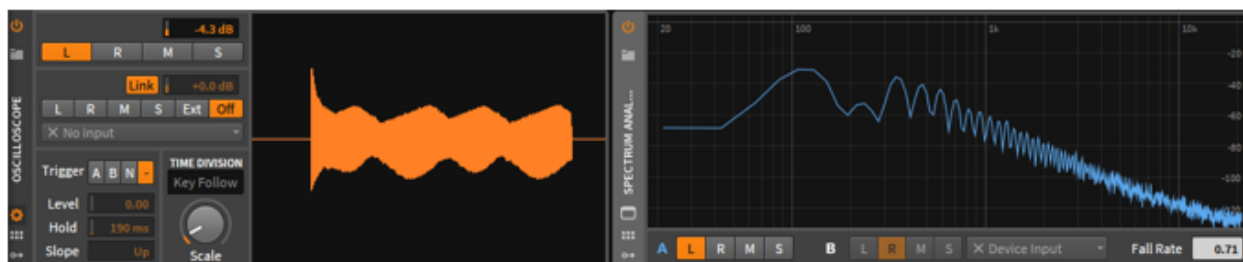 OSCILLOSCOPE
-4.3 dB
L R M S
Link +0.0 dB
L R M S Ext Off
× No input
Trigger A B N -
Level 0.00
Hold 190 ms
Slope Up
TIME DIVISION
Key Follow
Scale
SPECTRUM ANAL...
20 100 1k 10k
-20
-40
-60
-80
-100
A L R M S B L R M S × Device Input Fall Rate 0.71